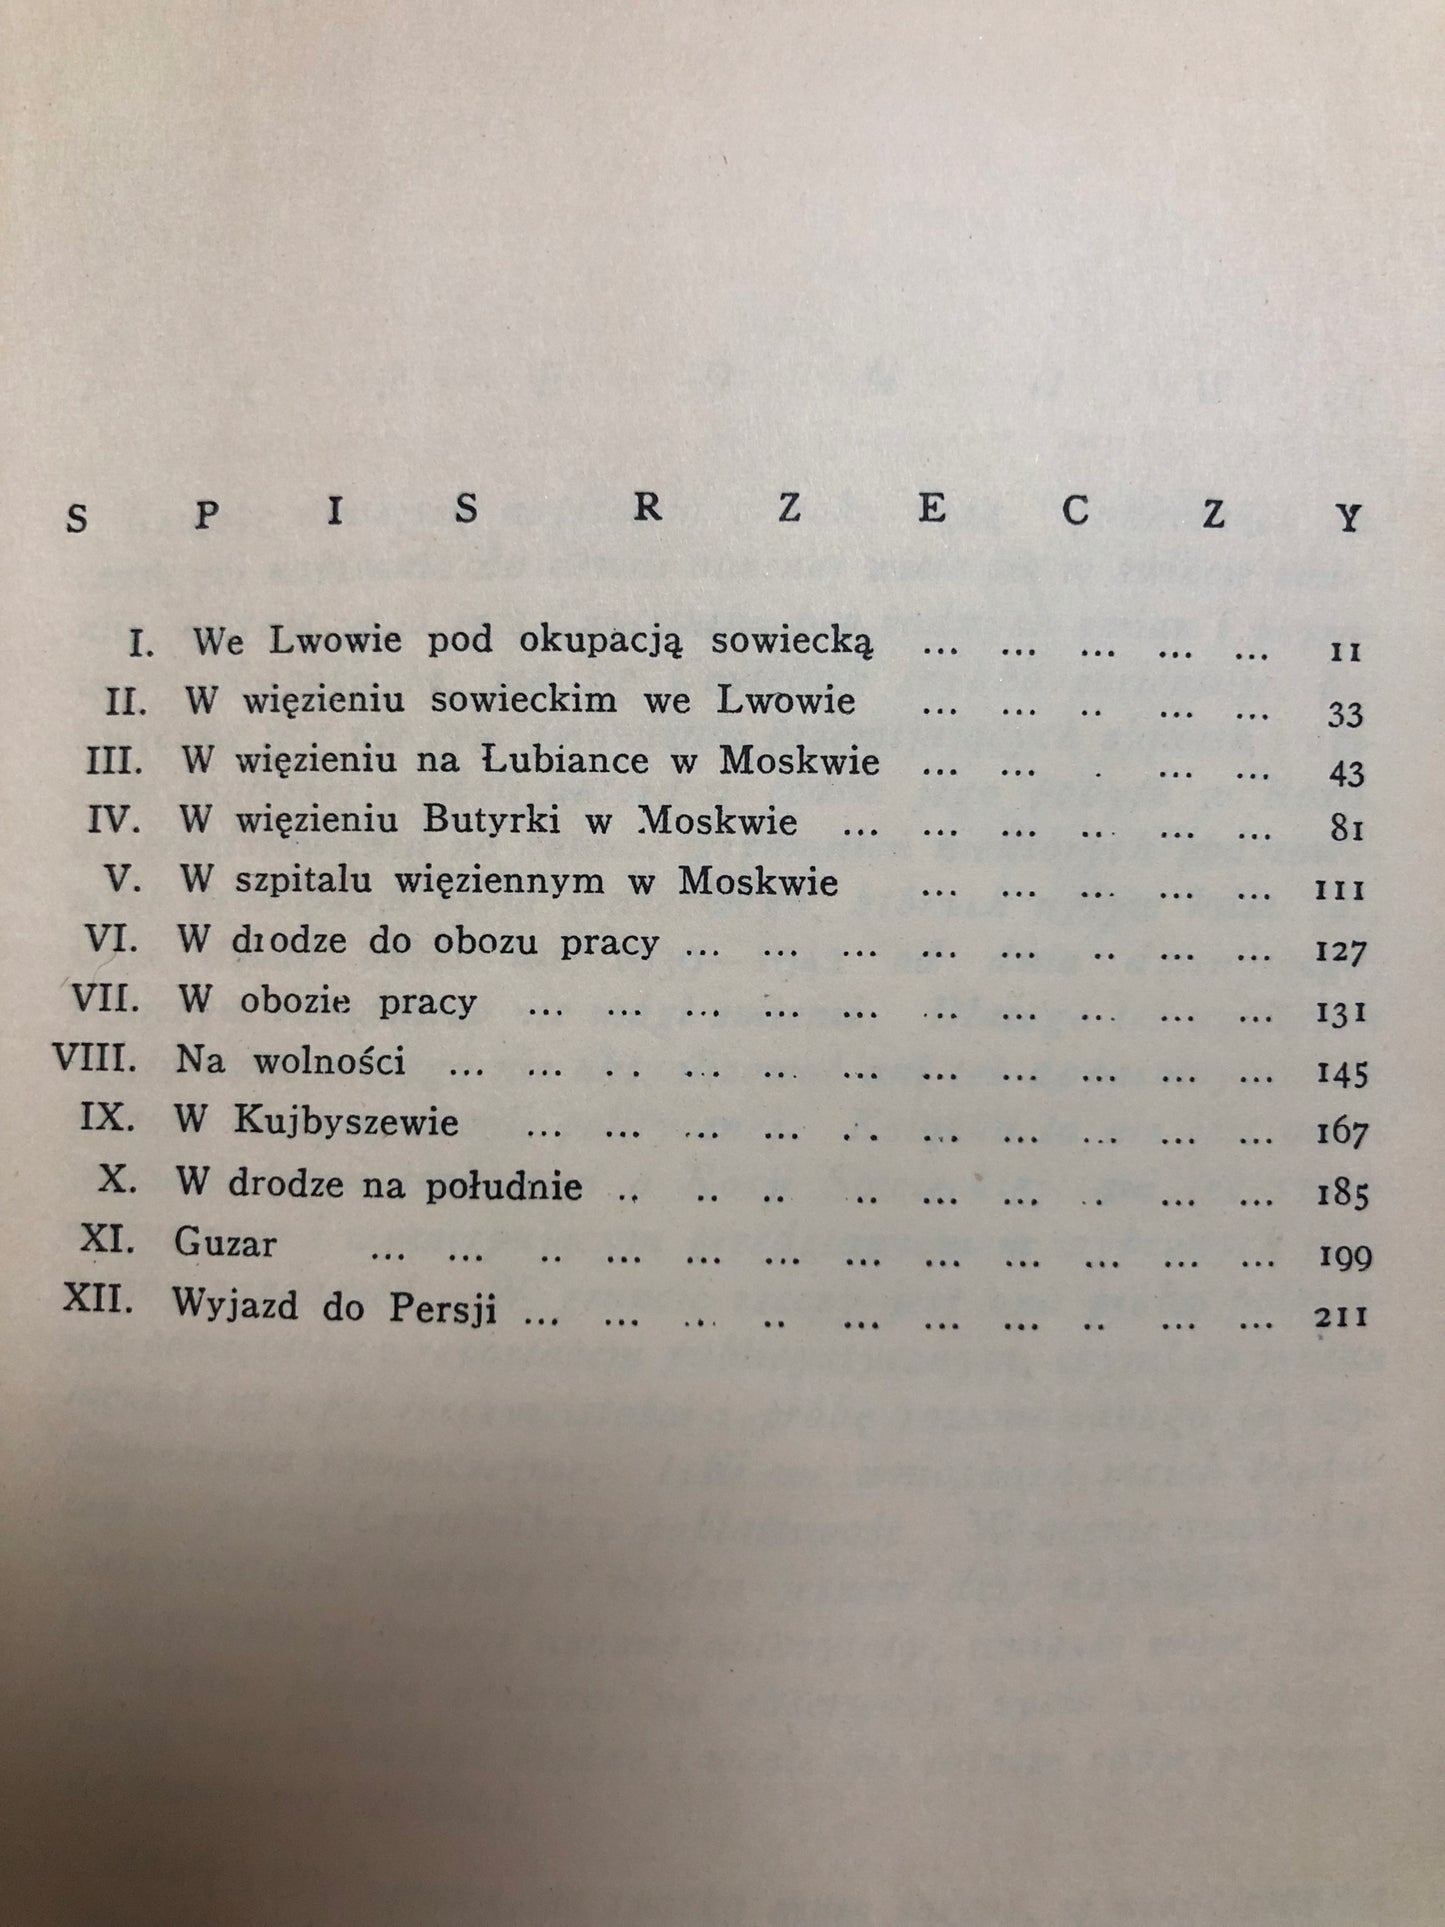 SPIS RZECZY
I. We Lwowie pod okupacją sowiecką ... ... ... ... ... 11
II. W więzieniu sowieckim we Lwowie ... ... .. ... ... 33
III. W więzieniu na Łubiance w Moskwie ... ... . ... ... 43
IV. W więzieniu Butyrki w Moskwie ... ... ... ... ... ... 81
V. W szpitalu więziennym w Moskwie ... ... ... ... ... 111
VI. W drodze do obozu pracy ... ... ... ... ... .. ... ... 127
VII. W obozie pracy ... ... ... ... ... ... ... ... ... ... 131
VIII. Na wolności ... ... .. ... ... ... ... ... ... ... ... 145
IX. W Kujbyszewie ... ... ... ... .. ... ... ... ... ... 167
X. W drodze na południe .. .. .. .. ... ... .. ... ... 185
XI. Guzar ... ... .. ... ... ... ... ... ... ... ... ... 199
XII. Wyjazd do Persji ... ... ... .. ... ... ... .. ... ... 211